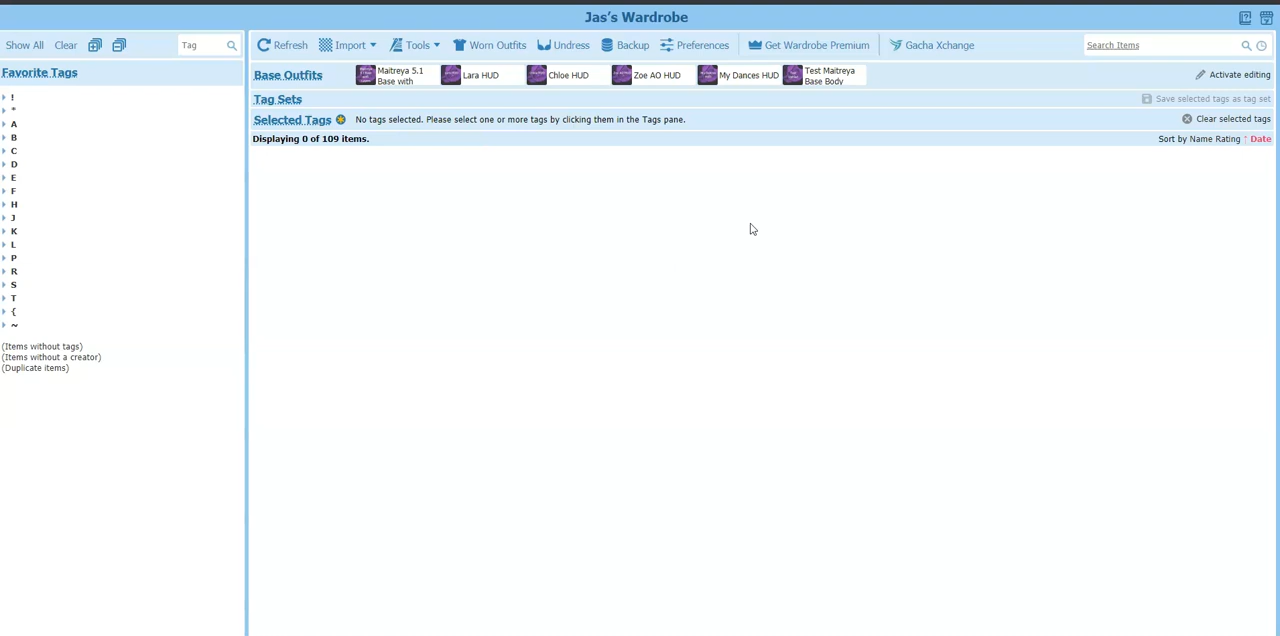 Jas's Wardrobe
Show All Clear Tag
Refresh Import Tools Worn Outfits Undress Backup Preferences Get Wardrobe Premium Gacha Xchange Search Items
Favorite Tags
Base Outfits Maitreya 5.1 Base with Lara HUD Chloe HUD Zoe AO HUD My Dances HUD Test Maitreya Base Body Activate editing
Tag Sets Save selected tags as tag set
Selected Tags No tags selected. Please select one or more tags by clicking them in the Tags pane. Clear selected tags
Displaying 0 of 109 items. Sort by Name Rating ↑ Date
!
*
A
B
C
D
E
F
H
J
K
L
P
R
S
T
{
~
(Items without tags)
(Items without a creator)
(Duplicate items)